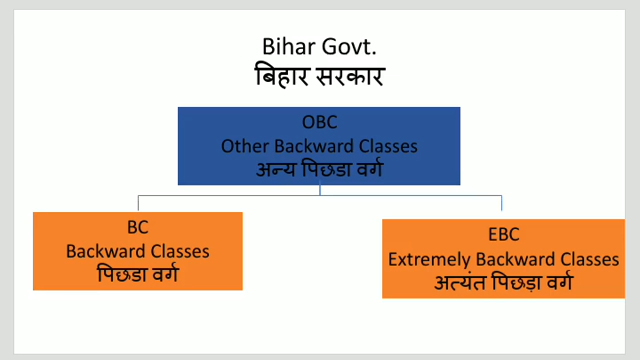 Bihar Govt.
बिहार सरकार
OBC
Other Backward Classes
अन्य पिछडा वर्ग
BC
Backward Classes
पिछडा वर्ग
EBC
Extremely Backward Classes
अत्यंत पिछड़ा वर्ग